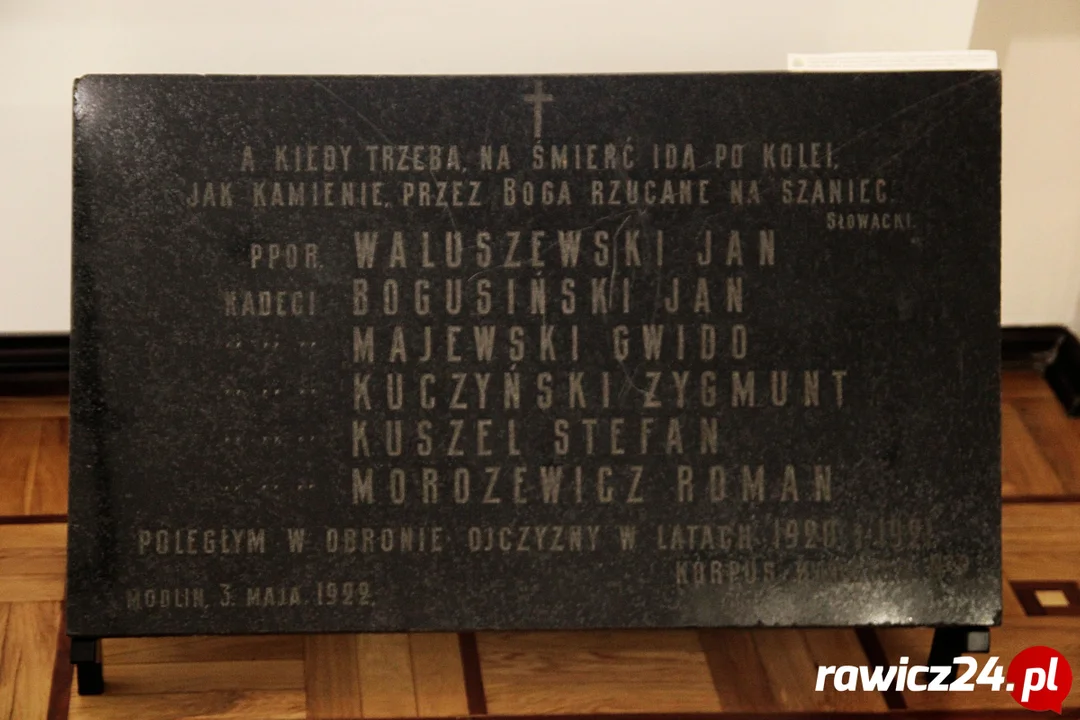 A KIEDY TRZEBA, NA ŚMIERĆ IDĄ PO KOLEI,
JAK KAMIENIE, PRZEZ BOGA RZUCANE NA SZANIEC.
SŁOWACKI.
PPOR. WALUSZEWSKI JAN
KADECI BOGUSIŃSKI JAN
" " " MAJEWSKI GWIDO
" " " KUCZYŃSKI ZYGMUNT
" " " KUSZEL STEFAN
" " " MOROZEWICZ ROMAN
POLEGŁYM W OBRONIE OJCZYZNY W LATACH 1920 i 1921
KORPUS
MODLIN, 3. MAJA 1922.
rawicz24.pl